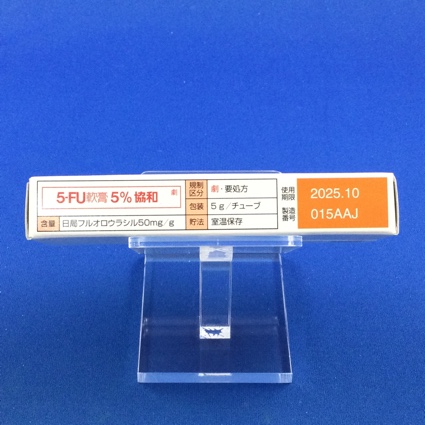 5-FU軟膏5%協和 劇
含量 日局フルオロウラシル50mg/g
規制区分 劇・要処方
包装 5g/チューブ
貯法 室温保存
使用期限 2025.10
製造番号 015AAJ